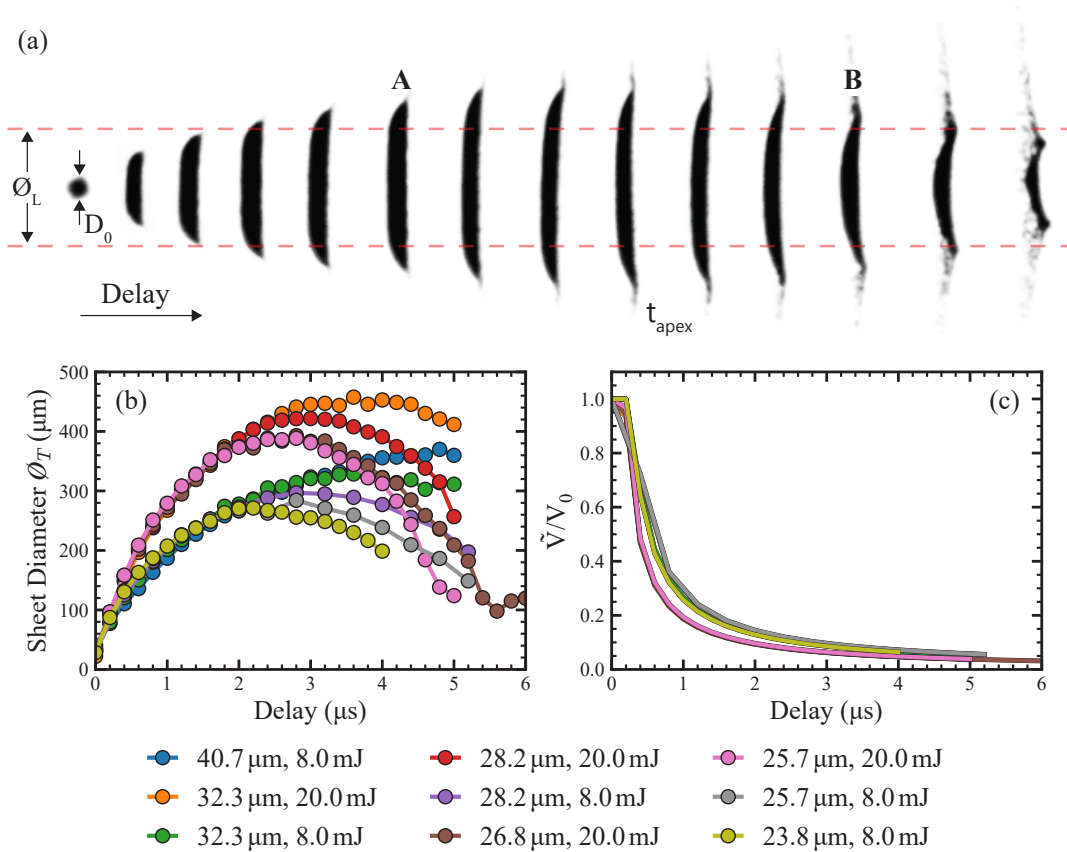 (a)
A
B
Ø_L
D_0
Delay
t_apex
(b)
Sheet Diameter Ø_T (μm)
500
400
300
200
100
0
0 1 2 3 4 5 6
Delay (μs)
(c)
Ṽ/V_0
1.0
0.8
0.6
0.4
0.2
0.0
0 1 2 3 4 5 6
Delay (μs)
40.7 μm, 8.0 mJ
32.3 μm, 20.0 mJ
32.3 μm, 8.0 mJ
28.2 μm, 20.0 mJ
28.2 μm, 8.0 mJ
26.8 μm, 20.0 mJ
25.7 μm, 20.0 mJ
25.7 μm, 8.0 mJ
23.8 μm, 8.0 mJ